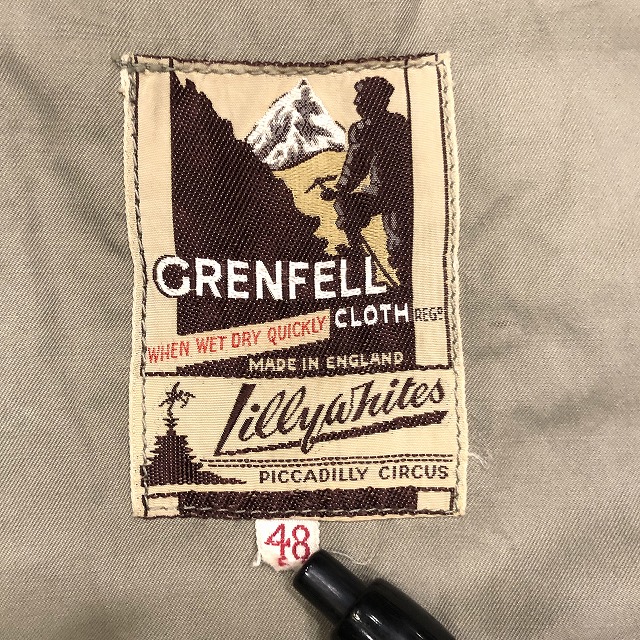 GRENFELL
CLOTH REGD
WHEN WET DRY QUICKLY
MADE IN ENGLAND
Lillywhites
PICCADILLY CIRCUS
48